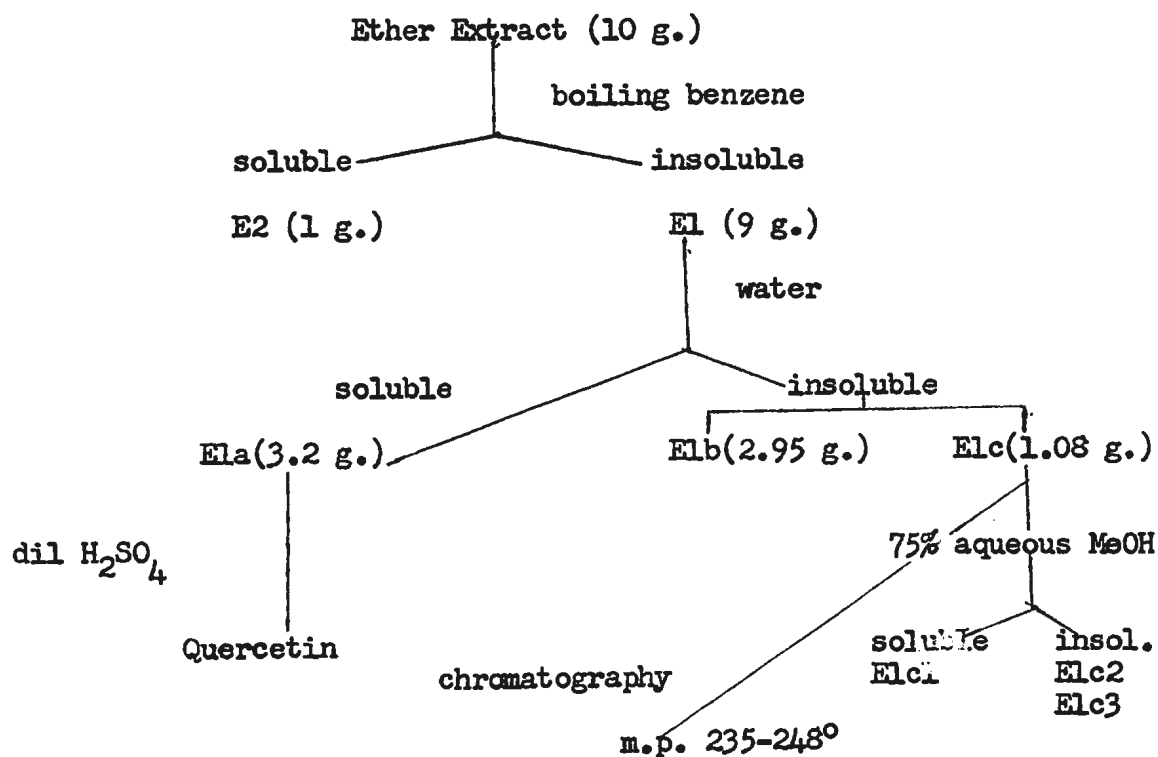 Ether Extract (10 g.)
boiling benzene
soluble insoluble
E2 (1 g.) E1 (9 g.)
water
soluble insoluble
E1a(3.2 g.) E1b(2.95 g.) E1c(1.08 g.)
dil H₂SO₄ 75% aqueous MeOH
Quercetin soluble insol.
chromatography E1c1 E1c2
E1c3
m.p. 235-248°